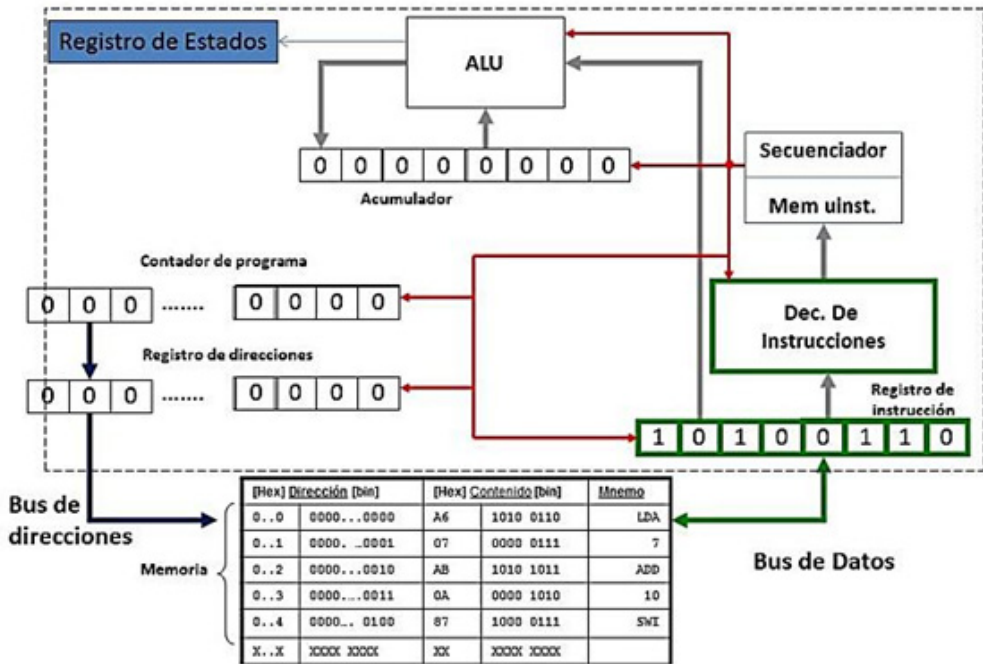 Registro de Estados
ALU
0 0 0 0 0 0 0 0
Acumulador
Secuenciador
Mem uinst.
Contador de programa
0 0 0 ....... 0 0 0 0
Dec. De
Instrucciones
Registro de direcciones
0 0 0 ....... 0 0 0 0
Registro de
instrucción
1 0 1 0 0 1 1 0
Bus de
direcciones
Memoria
[Hex] Dirección [bin] [Hex] Contenido [bin] Mnemo
0..0 0000...0000 A6 1010 0110 LDA
0..1 0000. ..0001 07 0000 0111 7
0..2 0000...0010 AB 1010 1011 ADD
0..3 0000....0011 0A 0000 1010 10
0..4 0000... 0100 87 1000 0111 SWI
X..X XXXX XXXX XX XXXX XXXX
Bus de Datos